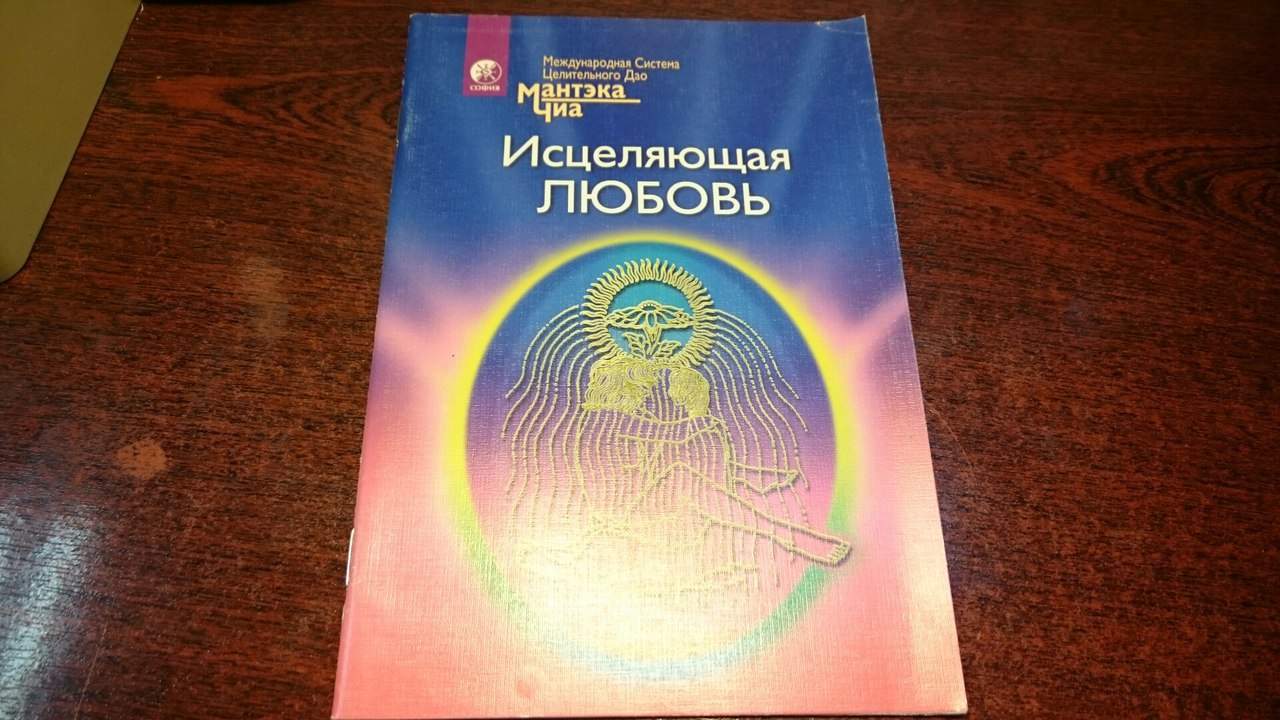 СОФИЯ
Международная Система
Целительного Дао
Мантэка
Чиа
Исцеляющая
ЛЮБОВЬ